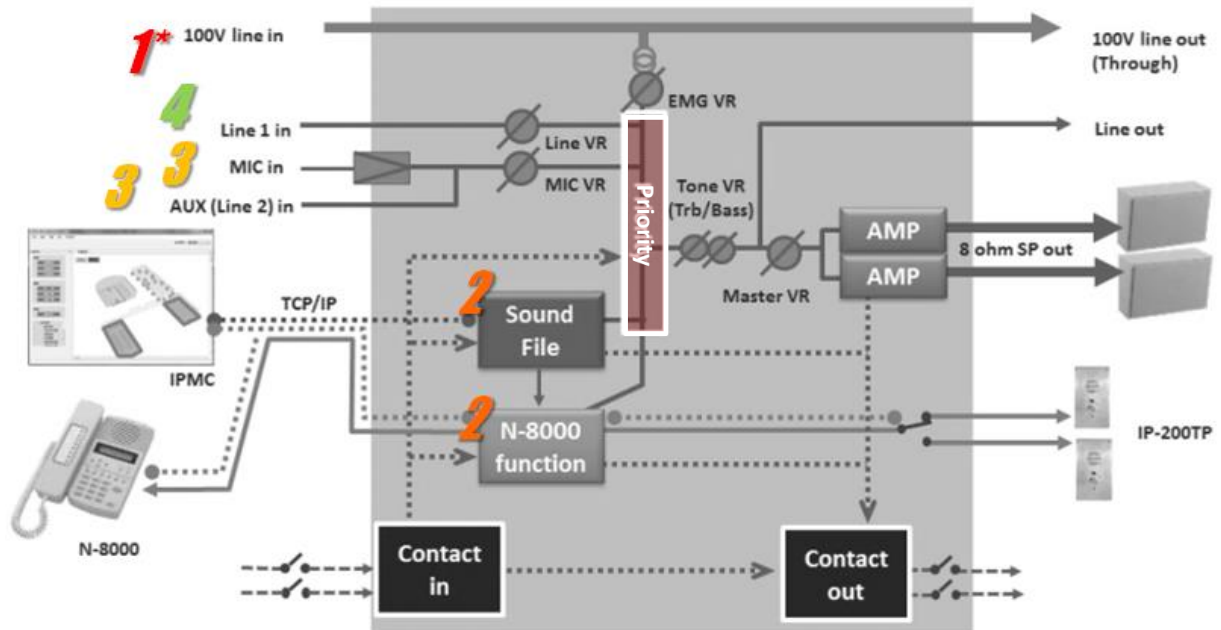 1*
100V line in
100V line out
(Through)
EMG VR
4
Line 1 in
Line VR
Line out
3
MIC in
MIC VR
3
AUX (Line 2) in
Priority
Tone VR
(Trb/Bass)
AMP
8 ohm SP out
AMP
Master VR
TCP/IP
2
Sound
File
IPMC
2
N-8000
function
IP-200TP
N-8000
Contact
in
Contact
out